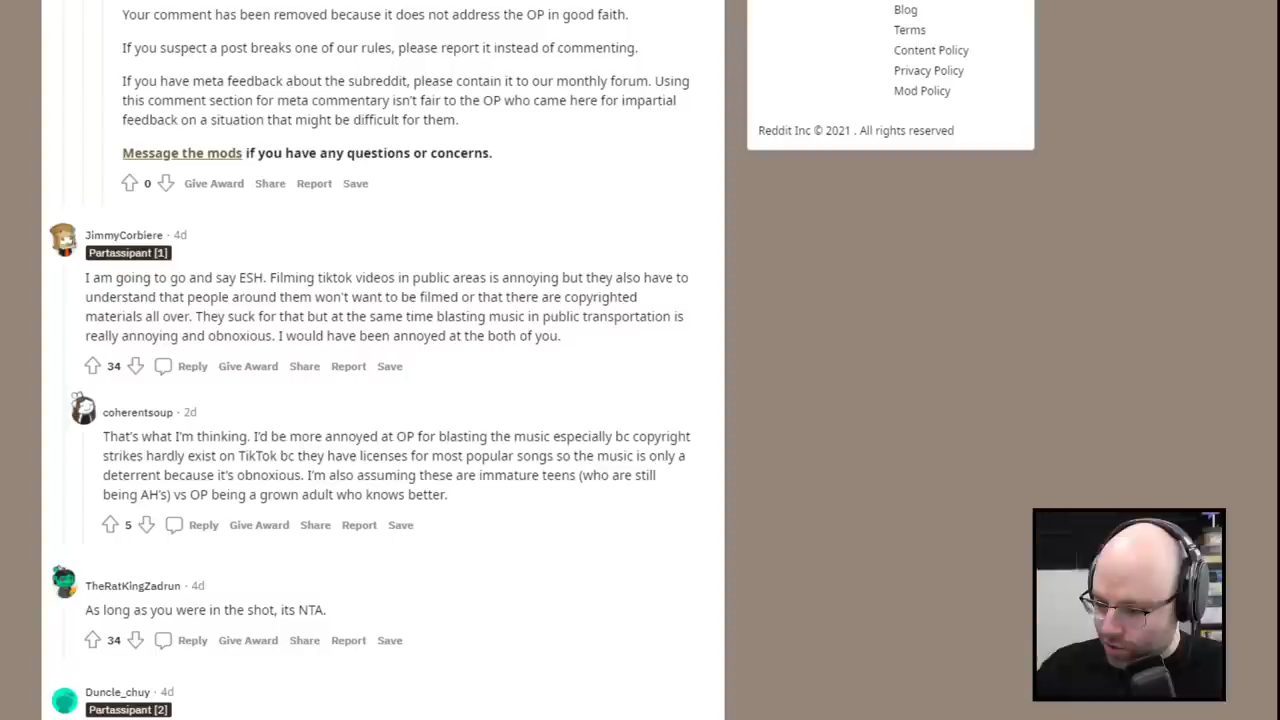 Your comment has been removed because it does not address the OP in good faith.
If you suspect a post breaks one of our rules, please report it instead of commenting.
If you have meta feedback about the subreddit, please contain it to our monthly forum. Using
this comment section for meta commentary isn't fair to the OP who came here for impartial
feedback on a situation that might be difficult for them.
Message the mods if you have any questions or concerns.
0 Give Award Share Report Save
JimmyCorbiere · 4d
Partassipant [1]
I am going to go and say ESH. Filming tiktok videos in public areas is annoying but they also have to
understand that people around them won't want to be filmed or that there are copyrighted
materials all over. They suck for that but at the same time blasting music in public transportation is
really annoying and obnoxious. I would have been annoyed at the both of you.
34 Reply Give Award Share Report Save
coherentsoup · 2d
That's what I'm thinking. I'd be more annoyed at OP for blasting the music especially bc copyright
strikes hardly exist on TikTok bc they have licenses for most popular songs so the music is only a
deterrent because it's obnoxious. I'm also assuming these are immature teens (who are still
being AH's) vs OP being a grown adult who knows better.
5 Reply Give Award Share Report Save
TheRatKingZadrun · 4d
As long as you were in the shot, its NTA.
34 Reply Give Award Share Report Save
Duncle_chuy · 4d
Partassipant [2]
Blog
Terms
Content Policy
Privacy Policy
Mod Policy
Reddit Inc © 2021 . All rights reserved